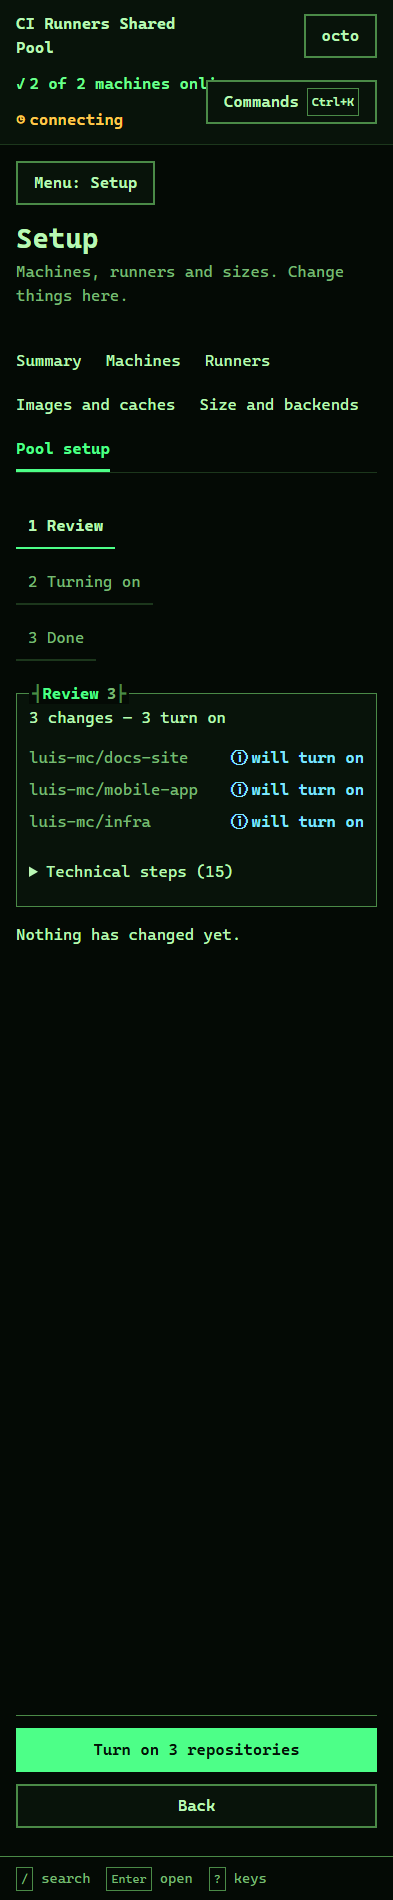 CI Runners Shared
Pool
octo
✓ 2 of 2 machines onli
Commands Ctrl+K
connecting
Menu: Setup
Setup
Machines, runners and sizes. Change
things here.
Summary Machines Runners
Images and caches Size and backends
Pool setup
1 Review
2 Turning on
3 Done
Review 3
3 changes — 3 turn on
luis-mc/docs-site ⓘ will turn on
luis-mc/mobile-app ⓘ will turn on
luis-mc/infra ⓘ will turn on
▶ Technical steps (15)
Nothing has changed yet.
Turn on 3 repositories
Back
/ search Enter open ? keys